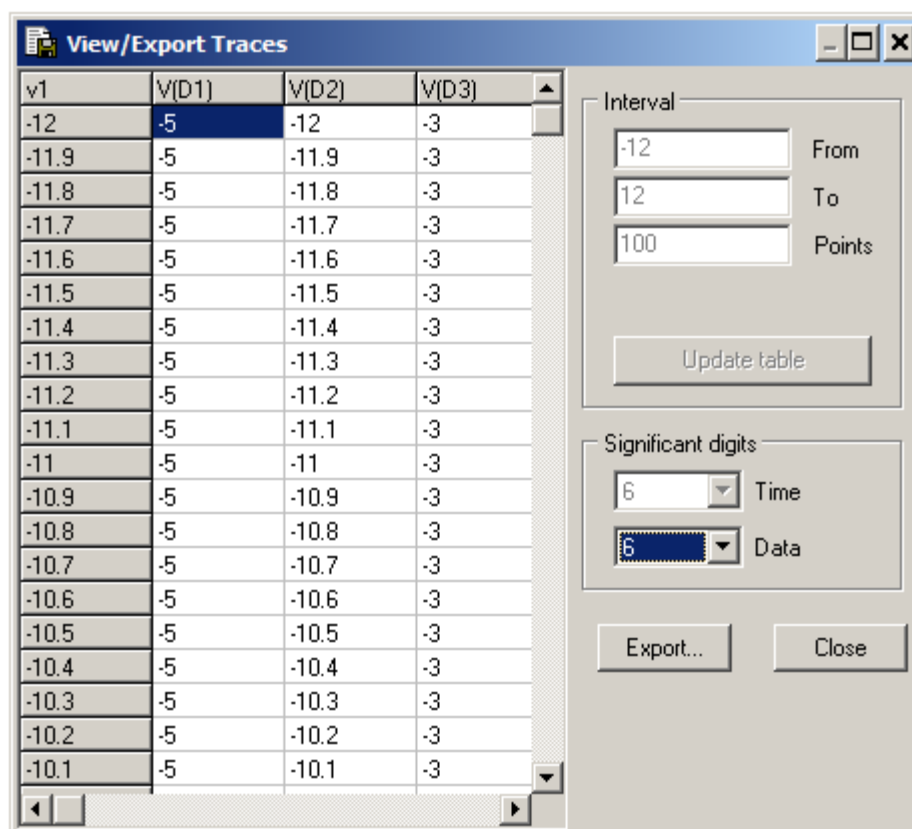 View/Export Traces
v1 V(D1) V(D2) V(D3)
-12 -5 -12 -3
-11.9 -5 -11.9 -3
-11.8 -5 -11.8 -3
-11.7 -5 -11.7 -3
-11.6 -5 -11.6 -3
-11.5 -5 -11.5 -3
-11.4 -5 -11.4 -3
-11.3 -5 -11.3 -3
-11.2 -5 -11.2 -3
-11.1 -5 -11.1 -3
-11 -5 -11 -3
-10.9 -5 -10.9 -3
-10.8 -5 -10.8 -3
-10.7 -5 -10.7 -3
-10.6 -5 -10.6 -3
-10.5 -5 -10.5 -3
-10.4 -5 -10.4 -3
-10.3 -5 -10.3 -3
-10.2 -5 -10.2 -3
-10.1 -5 -10.1 -3
Interval
-12 From
12 To
100 Points
Update table
Significant digits
6 Time
6 Data
Export... Close